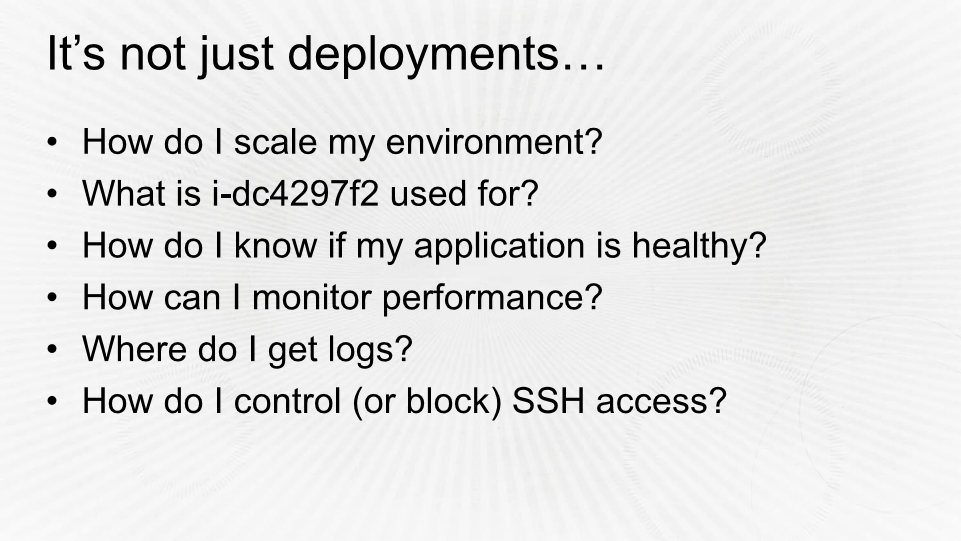 It’s not just deployments…
• How do I scale my environment?
• What is i-dc4297f2 used for?
• How do I know if my application is healthy?
• How can I monitor performance?
• Where do I get logs?
• How do I control (or block) SSH access?